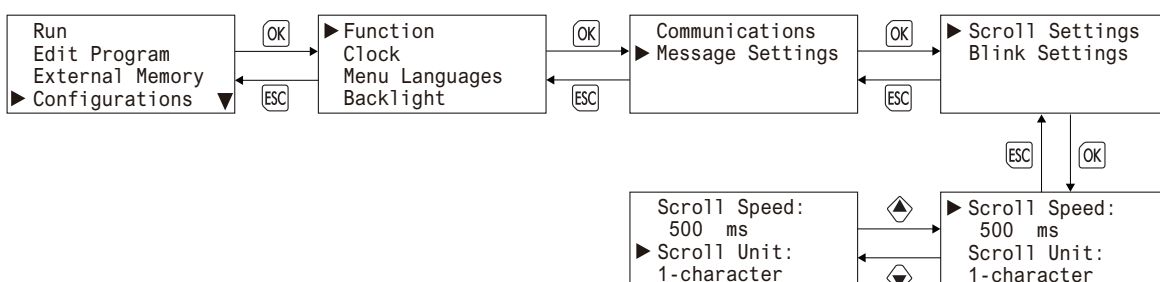 Run
Edit Program
External Memory
▶ Configurations ▼
OK
ESC
▶ Function
Clock
Menu Languages
Backlight
OK
ESC
Communications
▶ Message Settings
OK
ESC
▶ Scroll Settings
Blink Settings
ESC
OK
Scroll Speed:
500 ms
▶ Scroll Unit:
1-character
▶ Scroll Speed:
500 ms
Scroll Unit:
1-character